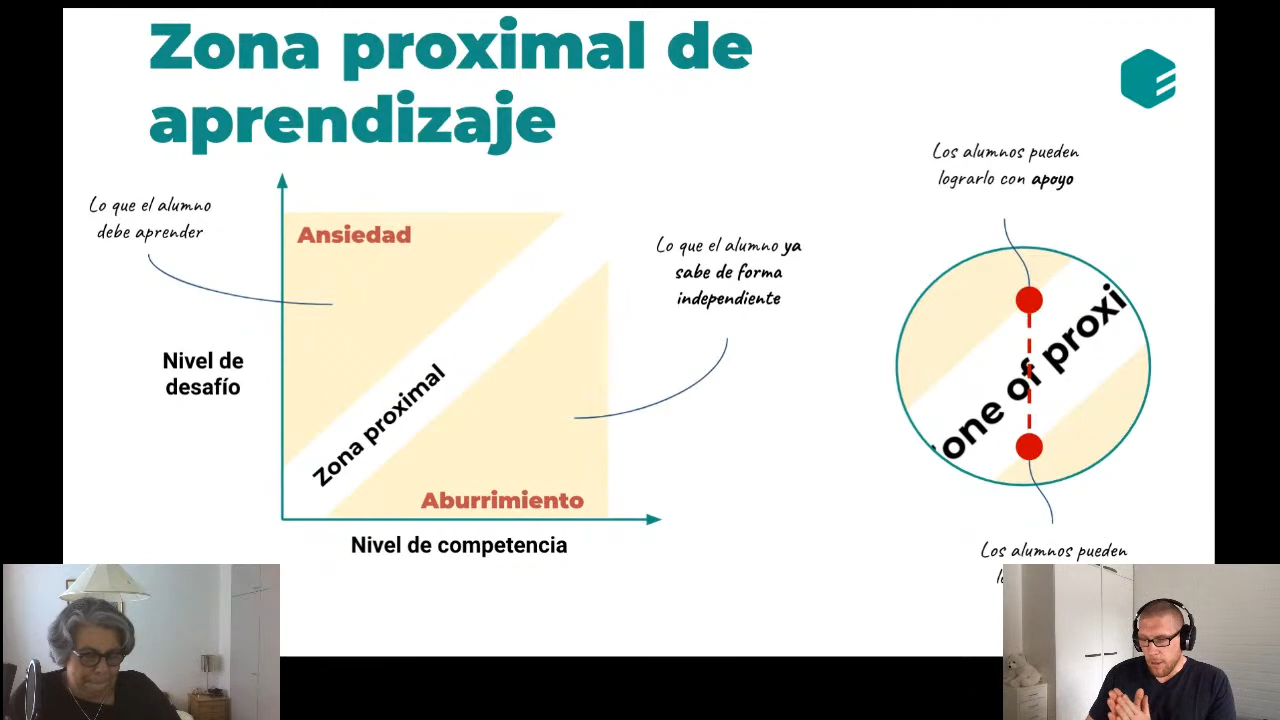 Zona proximal de
aprendizaje
Los alumnos pueden
lograrlo con apoyo
Lo que el alumno
debe aprender
Ansiedad
Lo que el alumno ya
sabe de forma
independiente
Nivel de
desafío
Zona proximal
one of proxi
Aburrimiento
Nivel de competencia
Los alumnos pueden